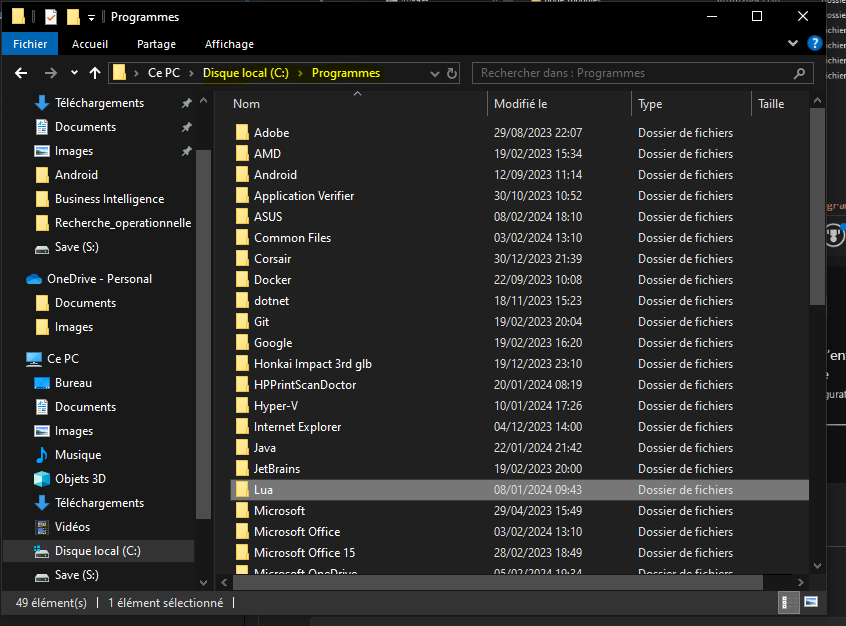 Programmes
Fichier Accueil Partage Affichage
Ce PC Disque local (C:) Programmes
Rechercher dans : Programmes
Téléchargements
Documents
Images
Android
Business Intelligence
Recherche_operationnelle
Save (S:)
OneDrive - Personal
Documents
Images
Ce PC
Bureau
Documents
Images
Musique
Objets 3D
Téléchargements
Vidéos
Disque local (C:)
Save (S:)
Nom Modifié le Type Taille
Adobe 29/08/2023 22:07 Dossier de fichiers
AMD 19/02/2023 15:34 Dossier de fichiers
Android 12/09/2023 11:14 Dossier de fichiers
Application Verifier 30/10/2023 10:52 Dossier de fichiers
ASUS 08/02/2024 18:10 Dossier de fichiers
Common Files 03/02/2024 13:10 Dossier de fichiers
Corsair 30/12/2023 21:39 Dossier de fichiers
Docker 22/09/2023 10:08 Dossier de fichiers
dotnet 18/11/2023 15:23 Dossier de fichiers
Git 19/02/2023 20:04 Dossier de fichiers
Google 19/02/2023 16:20 Dossier de fichiers
Honkai Impact 3rd glb 19/12/2023 23:10 Dossier de fichiers
HPPrintScanDoctor 20/01/2024 08:19 Dossier de fichiers
Hyper-V 10/01/2024 17:26 Dossier de fichiers
Internet Explorer 04/12/2023 14:00 Dossier de fichiers
Java 22/01/2024 21:42 Dossier de fichiers
JetBrains 19/02/2023 20:00 Dossier de fichiers
Lua 08/01/2024 09:43 Dossier de fichiers
Microsoft 29/04/2023 15:49 Dossier de fichiers
Microsoft Office 03/02/2024 13:10 Dossier de fichiers
Microsoft Office 15 28/02/2023 18:49 Dossier de fichiers
Microsoft OneDrive 05/02/2024 19:34 Dossier de fichiers
49 élément(s) 1 élément sélectionné